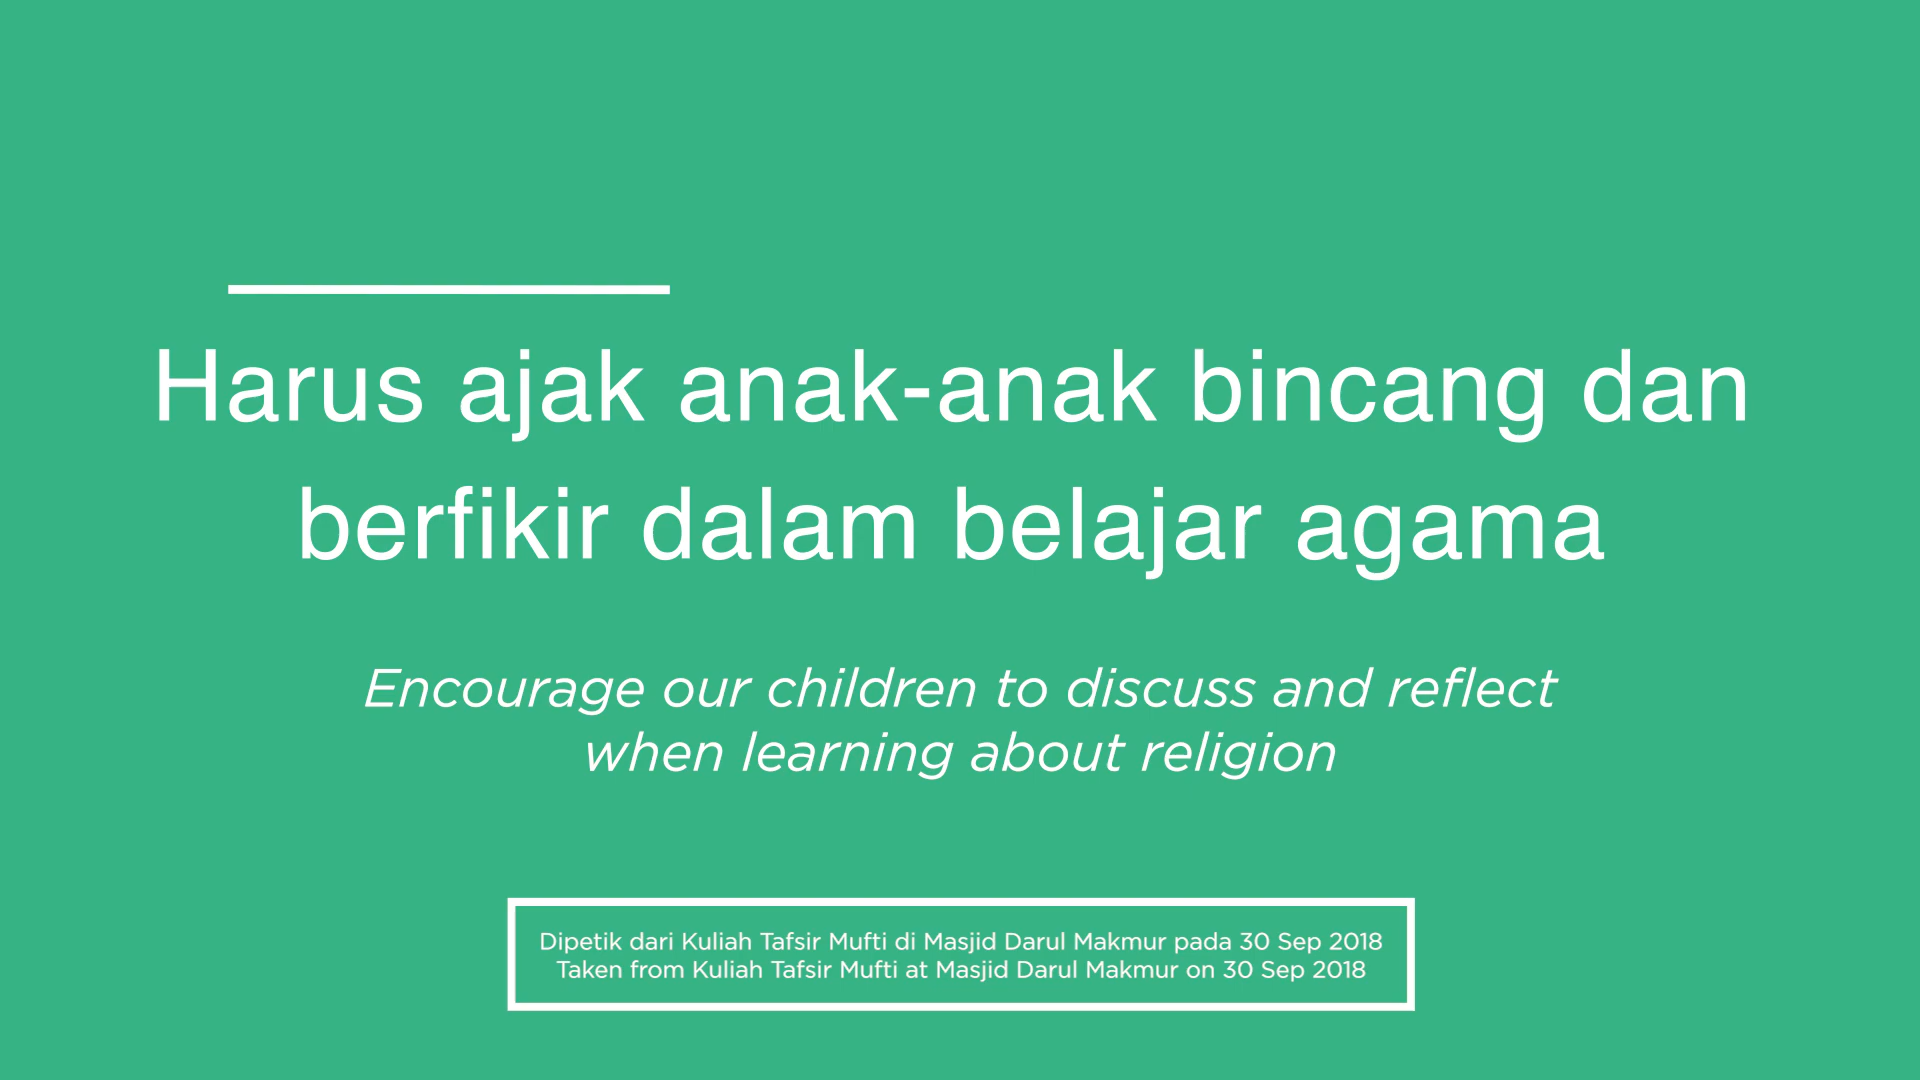 Harus ajak anak-anak bincang dan
berfikir dalam belajar agama
Encourage our children to discuss and reflect
when learning about religion
Dipetik dari Kuliah Tafsir Mufti di Masjid Darul Makmur pada 30 Sep 2018
Taken from Kuliah Tafsir Mufti at Masjid Darul Makmur on 30 Sep 2018